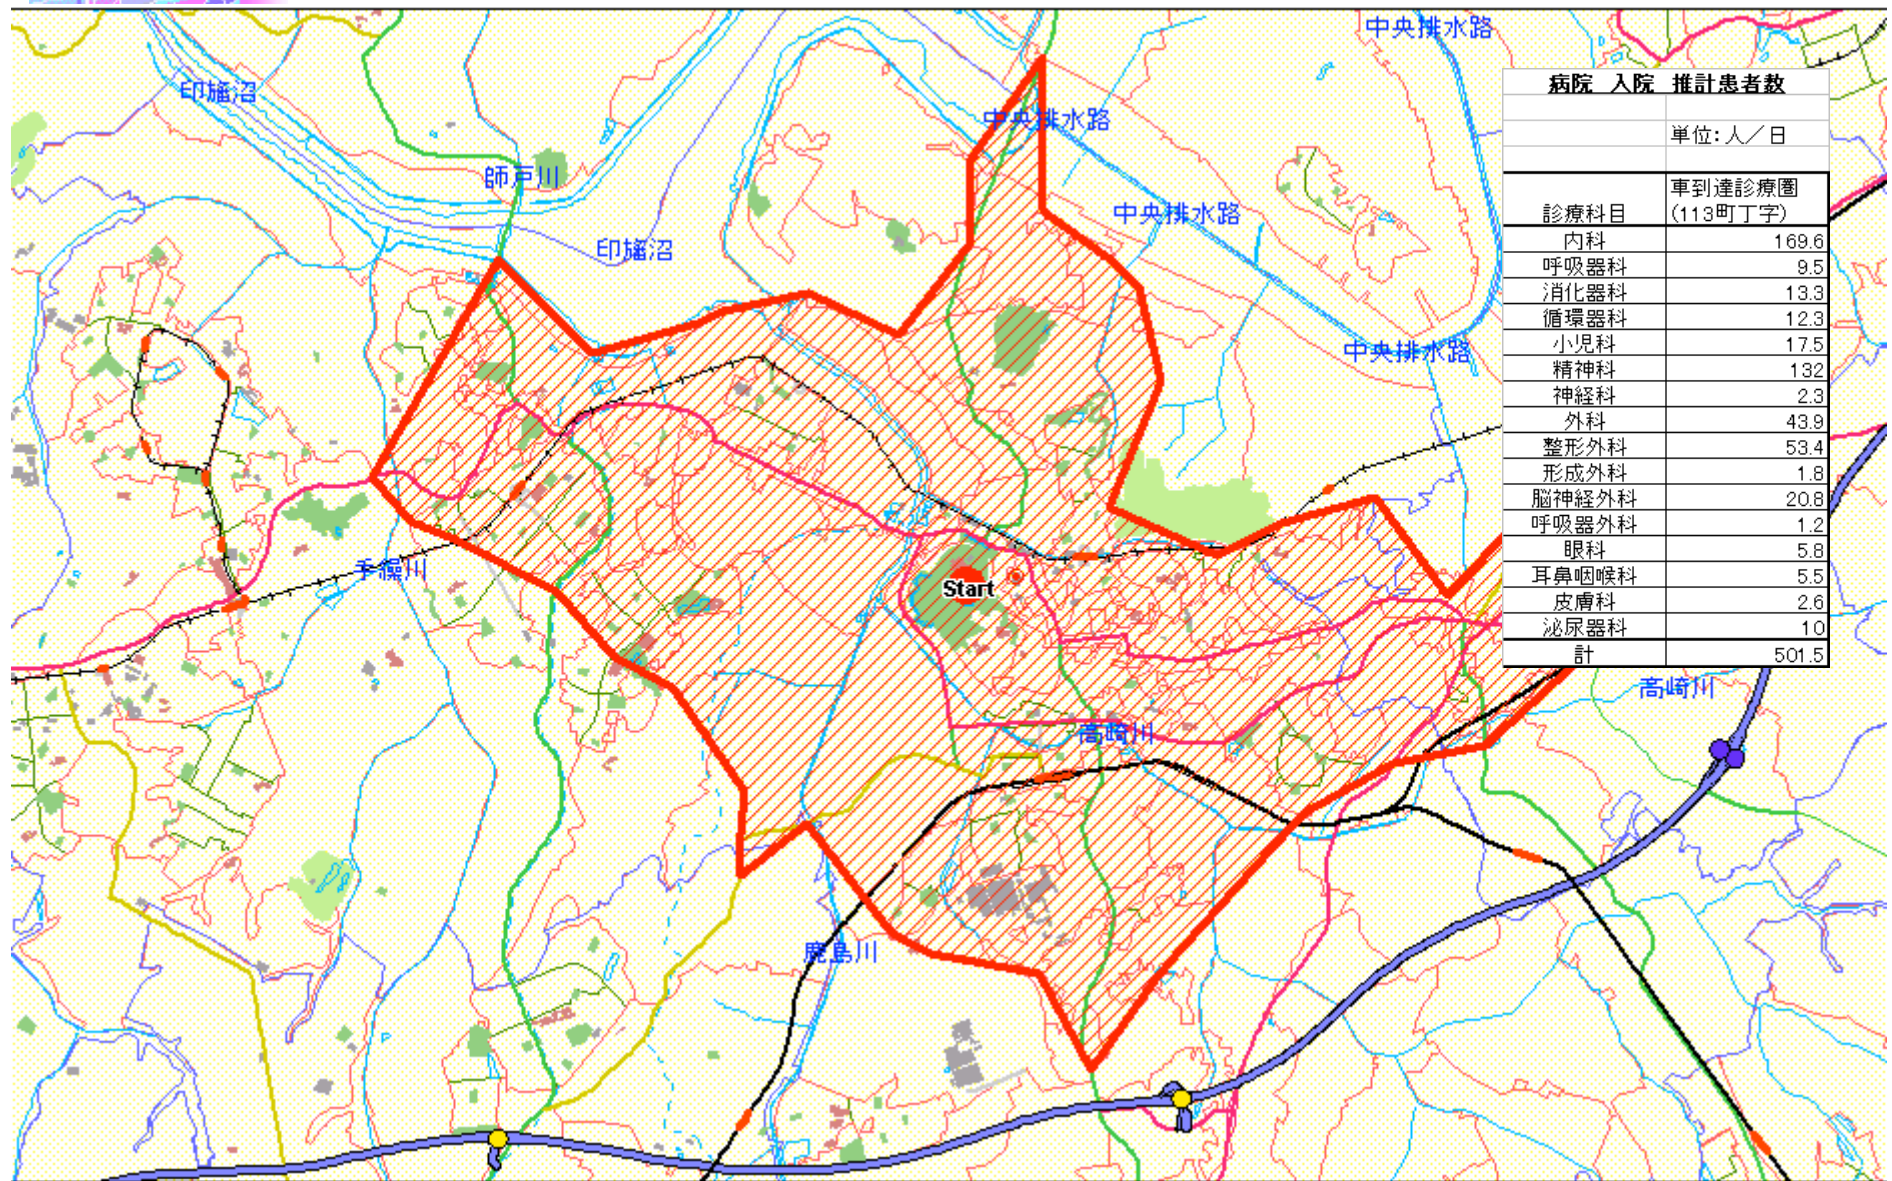 中央排水路
印旛沼
中央排水路
師戸川
中央排水路
印旛沼
中央排水路
手繰川
Start
高崎川
高崎川
鹿島川
病院 入院 推計患者数
単位:人/日
診療科目 車到達診療圏(113町丁字)
内科 169.6
呼吸器科 9.5
消化器科 13.3
循環器科 12.3
小児科 17.5
精神科 132
神経科 2.3
外科 43.9
整形外科 53.4
形成外科 1.8
脳神経外科 20.8
呼吸器外科 1.2
眼科 5.8
耳鼻咽喉科 5.5
皮膚科 2.6
泌尿器科 10
計 501.5